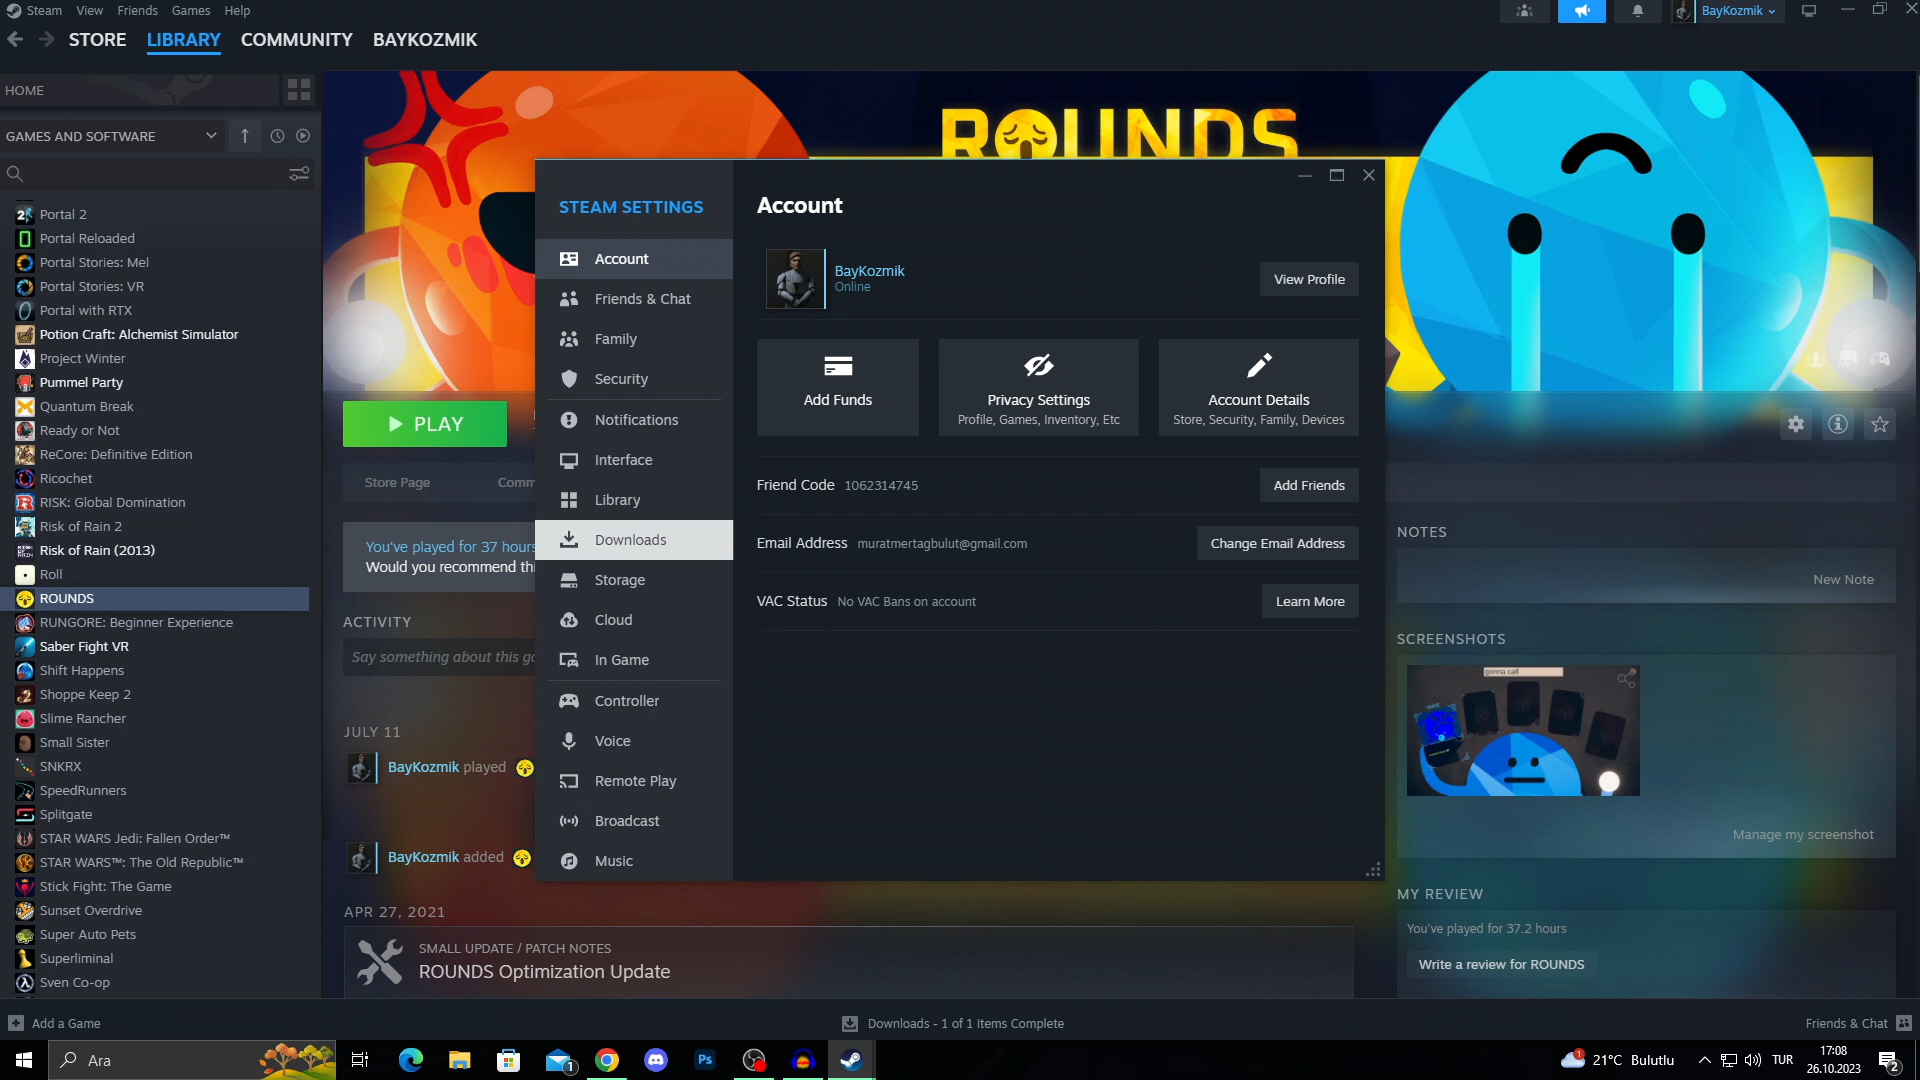 Steam View Friends Games Help
BayKozmik
STORE LIBRARY COMMUNITY BAYKOZMIK
HOME
GAMES AND SOFTWARE
Portal 2
Portal Reloaded
Portal Stories: Mel
Portal Stories: VR
Portal with RTX
Potion Craft: Alchemist Simulator
Project Winter
Pummel Party
Quantum Break
Ready or Not
ReCore: Definitive Edition
Ricochet
RISK: Global Domination
Risk of Rain 2
Risk of Rain (2013)
Roll
ROUNDS
RUNGORE: Beginner Experience
Saber Fight VR
Shift Happens
Shoppe Keep 2
Slime Rancher
Small Sister
SNKRX
SpeedRunners
Splitgate
STAR WARS Jedi: Fallen Order™
STAR WARS™: The Old Republic™
Stick Fight: The Game
Sunset Overdrive
Super Auto Pets
Superliminal
Sven Co-op
ROUNDS
PLAY
Store Page
You've played for 37 hours
Would you recommend
ACTIVITY
Say something about this
JULY 11
BayKozmik played
BayKozmik added
APR 27, 2021
SMALL UPDATE / PATCH NOTES
ROUNDS Optimization Update
STEAM SETTINGS
Account
Friends & Chat
Family
Security
Notifications
Interface
Library
Downloads
Storage
Cloud
In Game
Controller
Voice
Remote Play
Broadcast
Music
Account
BayKozmik
Online
View Profile
Add Funds
Privacy Settings
Profile, Games, Inventory, Etc
Account Details
Store, Security, Family, Devices
Friend Code 1062314745
Add Friends
Email Address muratmertagbulut@gmail.com
Change Email Address
VAC Status No VAC Bans on account
Learn More
NOTES
New Note
SCREENSHOTS
gonna call
Manage my screenshot
MY REVIEW
You've played for 37.2 hours
Write a review for ROUNDS
Add a Game
Downloads - 1 of 1 Items Complete
Friends & Chat
Ara
1
Ps
1
21°C Bulutlu
TUR
17:08
26.10.2023
2